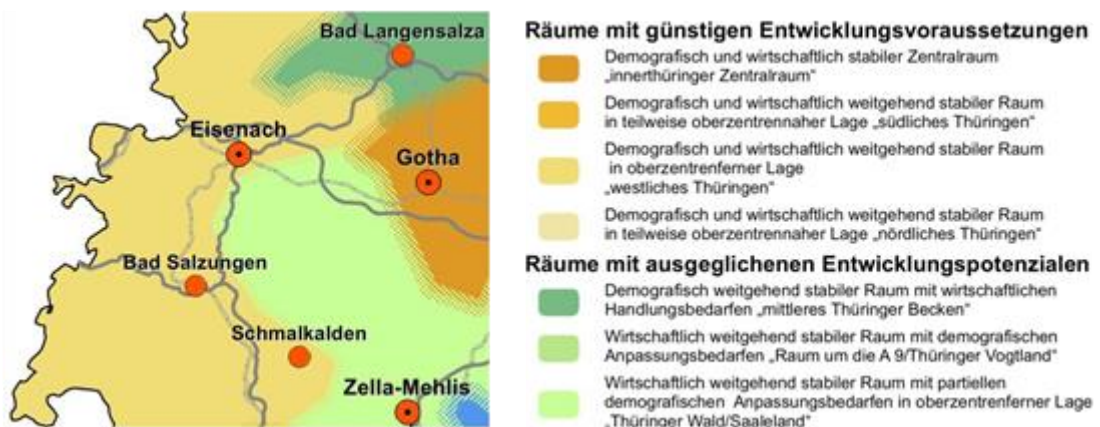 Bad Langensalza
Eisenach
Gotha
Bad Salzungen
Schmalkalden
Zella-Mehlis
Räume mit günstigen Entwicklungsvoraussetzungen
Demografisch und wirtschaftlich stabiler Zentralraum
„innerthüringer Zentralraum“
Demografisch und wirtschaftlich weitgehend stabiler Raum
in teilweise oberzentrennaher Lage „südliches Thüringen“
Demografisch und wirtschaftlich weitgehend stabiler Raum
in oberzentrenferner Lage
„westliches Thüringen“
Demografisch und wirtschaftlich weitgehend stabiler Raum
in teilweise oberzentrennaher Lage „nördliches Thüringen“
Räume mit ausgeglichenen Entwicklungspotenzialen
Demografisch weitgehend stabiler Raum mit wirtschaftlichen
Handlungsbedarfen „mittleres Thüringer Becken“
Wirtschaftlich weitgehend stabiler Raum mit demografischen
Anpassungsbedarfen „Raum um die A 9/Thüringer Vogtland“
Wirtschaftlich weitgehend stabiler Raum mit partiellen
demografischen Anpassungsbedarfen in oberzentrenferner Lage
„Thüringer Wald/Saaleland“